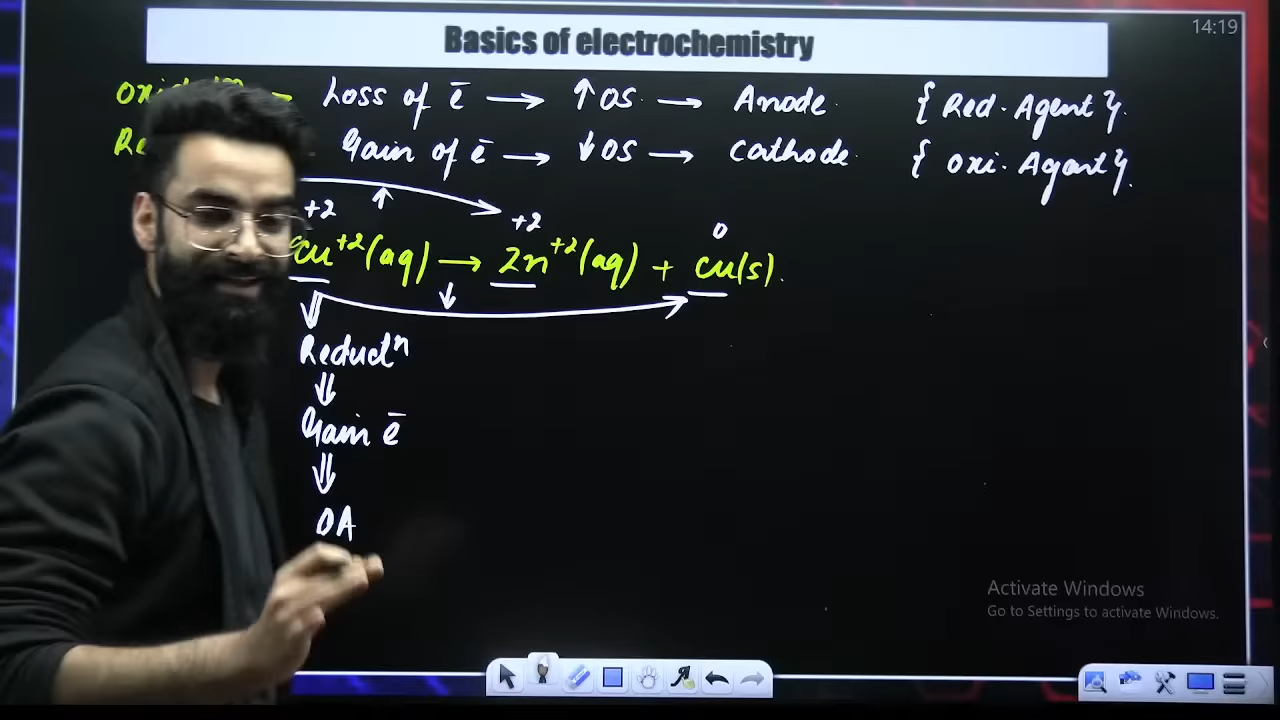 14:19
Basics of electrochemistry
Loss of ē → ↑ OS. → Anode. { Red. Agent }.
Gain of ē → ↓ OS → Cathode. { Oxi. Agent }.
+2 ↑ +2 0
Cu⁺²(aq) → Zn⁺²(aq) + Cu(s).
↓
Reductⁿ
⇓
Gain ē
⇓
OA
Activate Windows
Go to Settings to activate Windows.